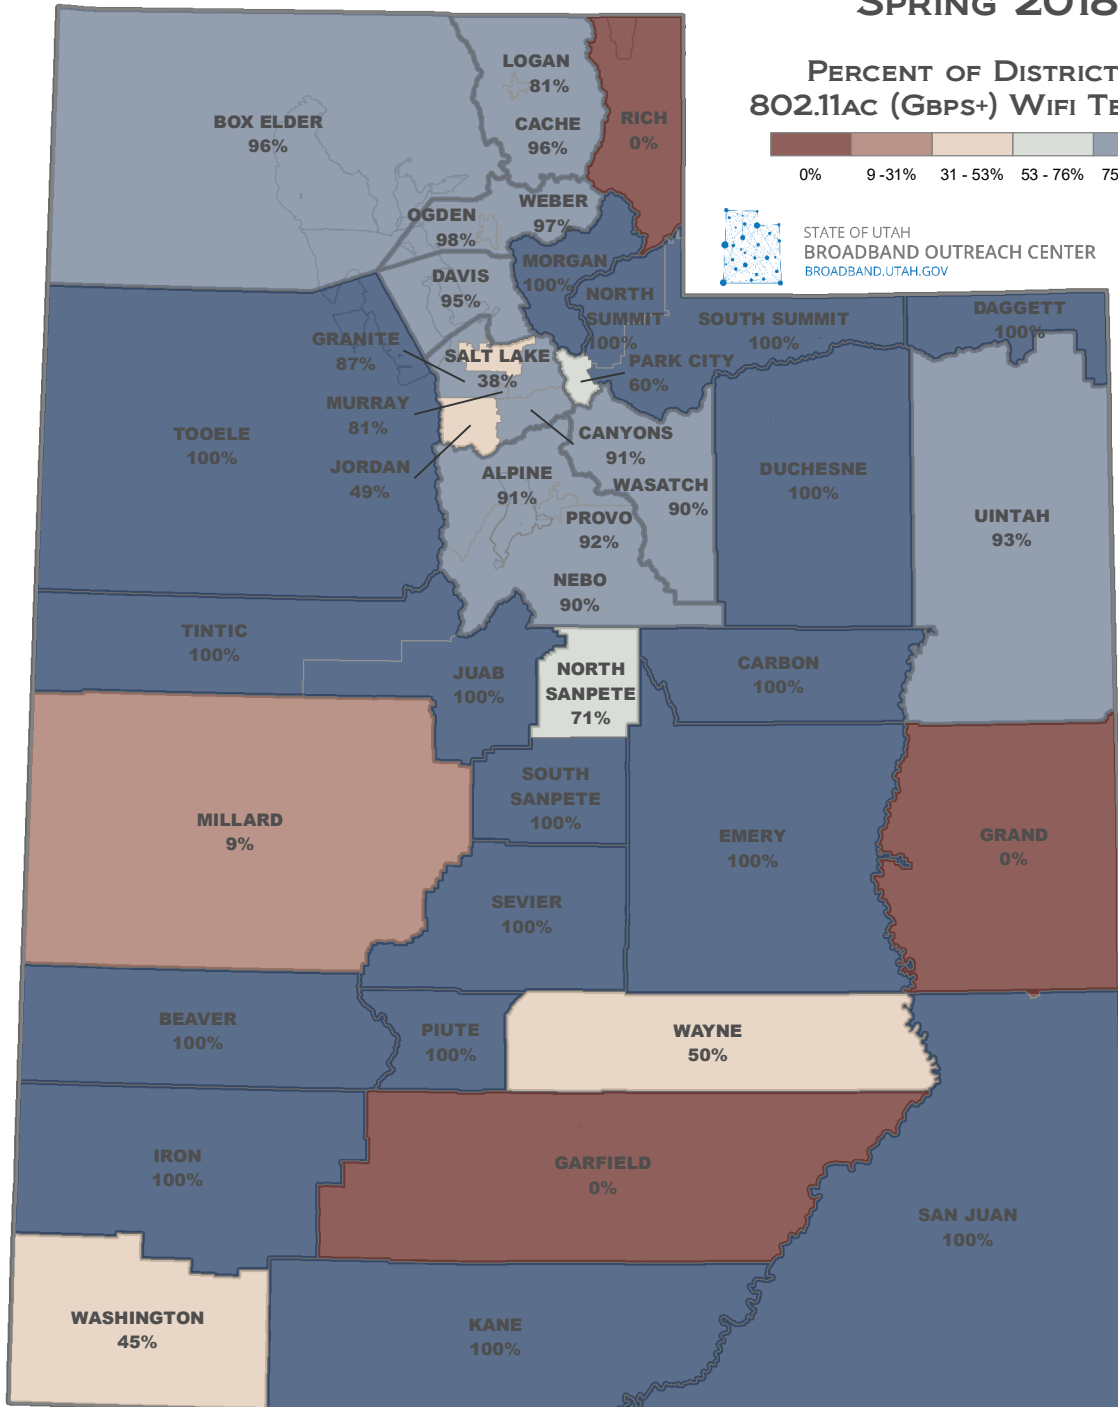 SPRING 2018
PERCENT OF DISTRICT
802.11AC (GBPS+) WIFI TE
0% 9 -31% 31 - 53% 53 - 76% 75
STATE OF UTAH
BROADBAND OUTREACH CENTER
BROADBAND.UTAH.GOV
LOGAN
81%
CACHE
96%
RICH
0%
BOX ELDER
96%
WEBER
97%
OGDEN
98%
MORGAN
100%
DAVIS
95%
NORTH
SUMMIT
100%
SOUTH SUMMIT
100%
DAGGETT
100%
GRANITE
87%
SALT LAKE
38%
PARK CITY
60%
MURRAY
81%
TOOELE
100%
JORDAN
49%
CANYONS
91%
ALPINE
91%
WASATCH
90%
DUCHESNE
100%
PROVO
92%
UINTAH
93%
NEBO
90%
TINTIC
100%
JUAB
100%
NORTH
SANPETE
71%
CARBON
100%
SOUTH
SANPETE
100%
MILLARD
9%
EMERY
100%
GRAND
0%
SEVIER
100%
BEAVER
100%
PIUTE
100%
WAYNE
50%
IRON
100%
GARFIELD
0%
SAN JUAN
100%
WASHINGTON
45%
KANE
100%